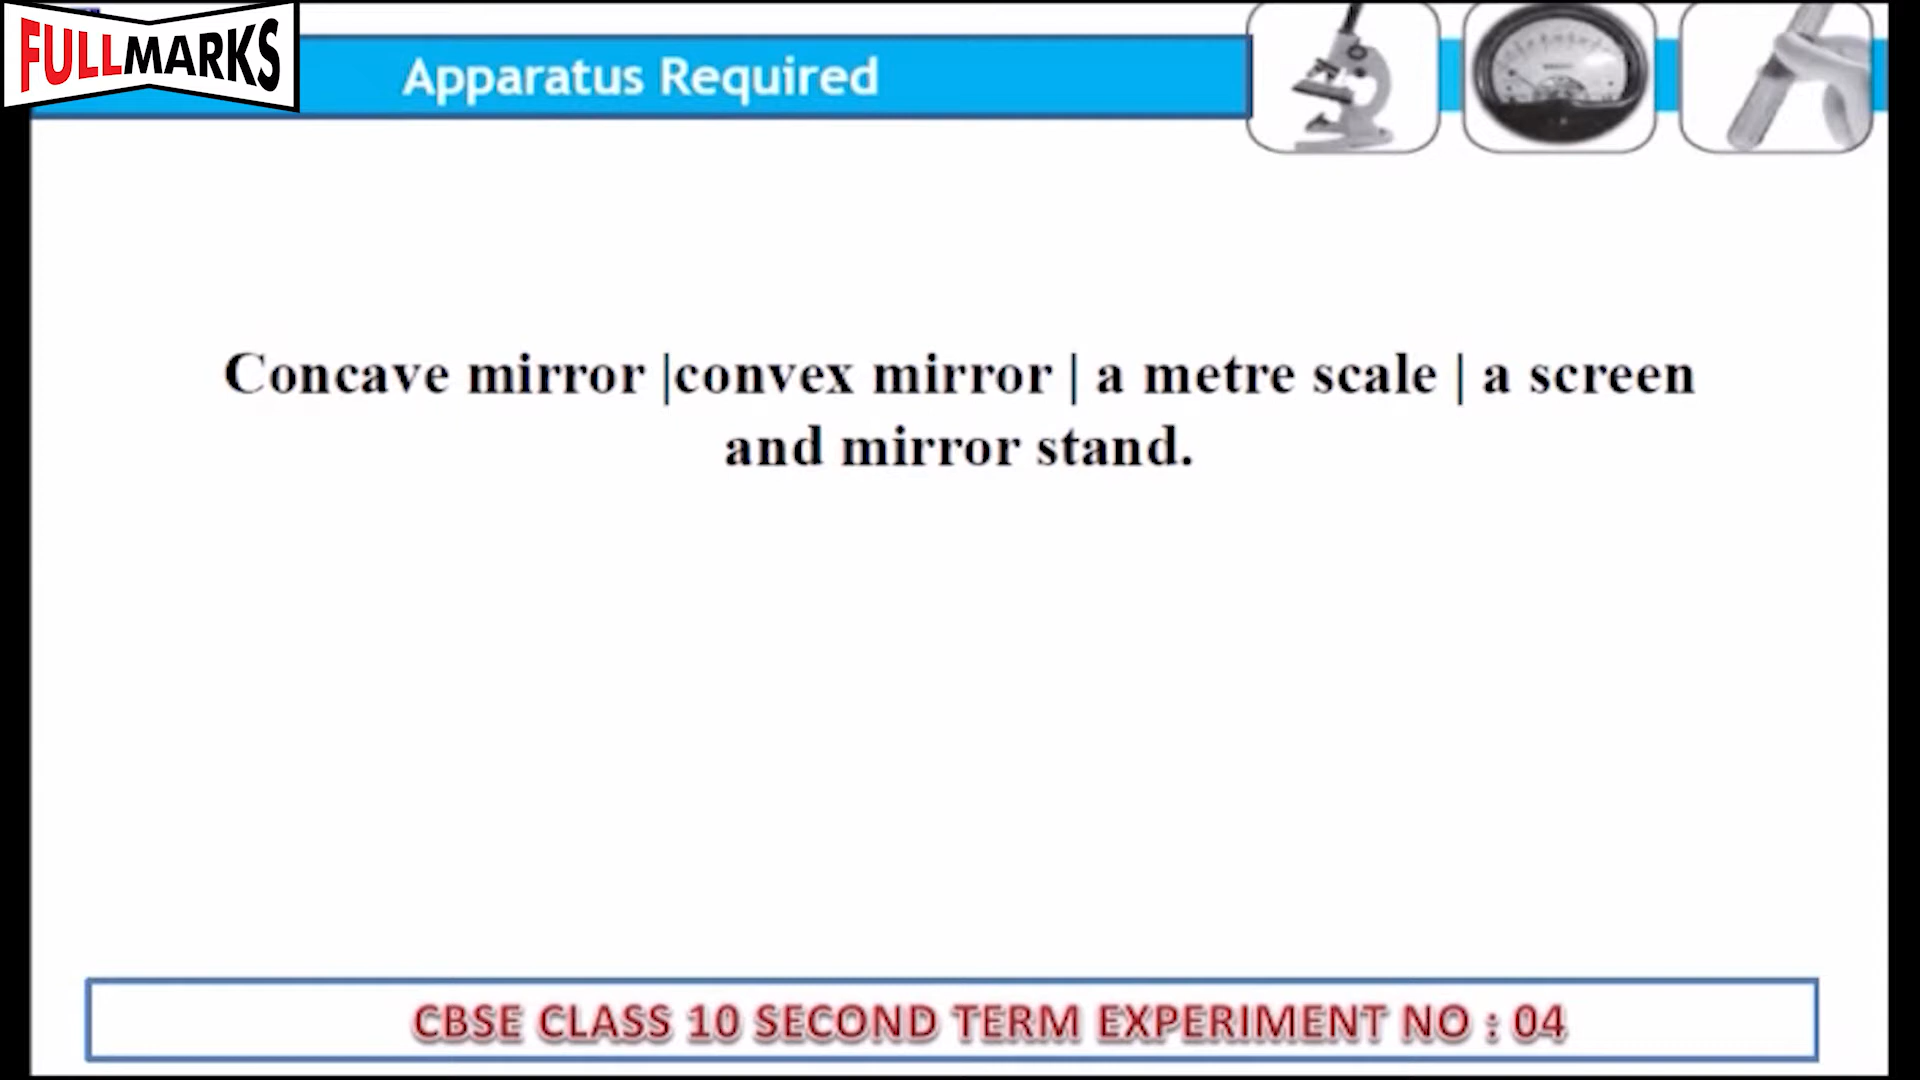 FULLMARKS
Apparatus Required
Concave mirror |convex mirror | a metre scale | a screen
and mirror stand.
CBSE CLASS 10 SECOND TERM EXPERIMENT NO : 04